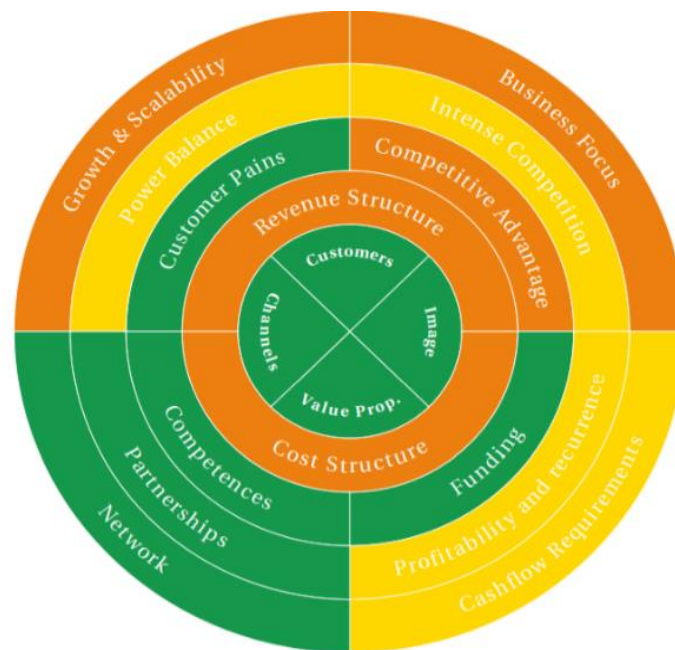 Growth & Scalability
Business Focus
Power Balance
Intense Competition
Customer Pains
Competitive Advantage
Revenue Structure
Customers
Channels
Image
Value Prop.
Cost Structure
Competences
Funding
Partnerships
Profitability and recurrence
Network
Cashflow Requirements